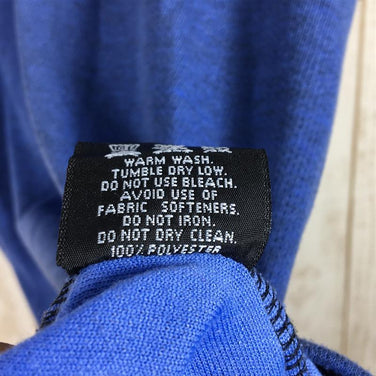 WARM WASH.
TUMBLE DRY LOW.
DO NOT USE BLEACH.
AVOID USE OF
FABRIC SOFTENERS.
DO NOT IRON.
DO NOT DRY CLEAN.
100% POLYESTER